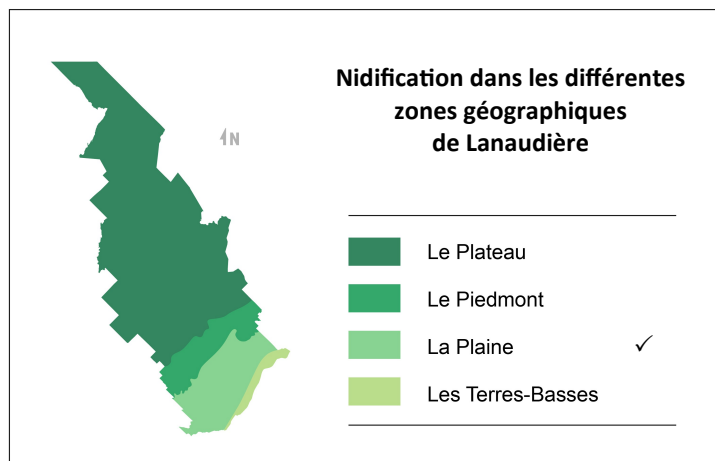 Nidification dans les différentes
zones géographiques
de Lanaudière
N
Le Plateau
Le Piedmont
La Plaine ✓
Les Terres-Basses